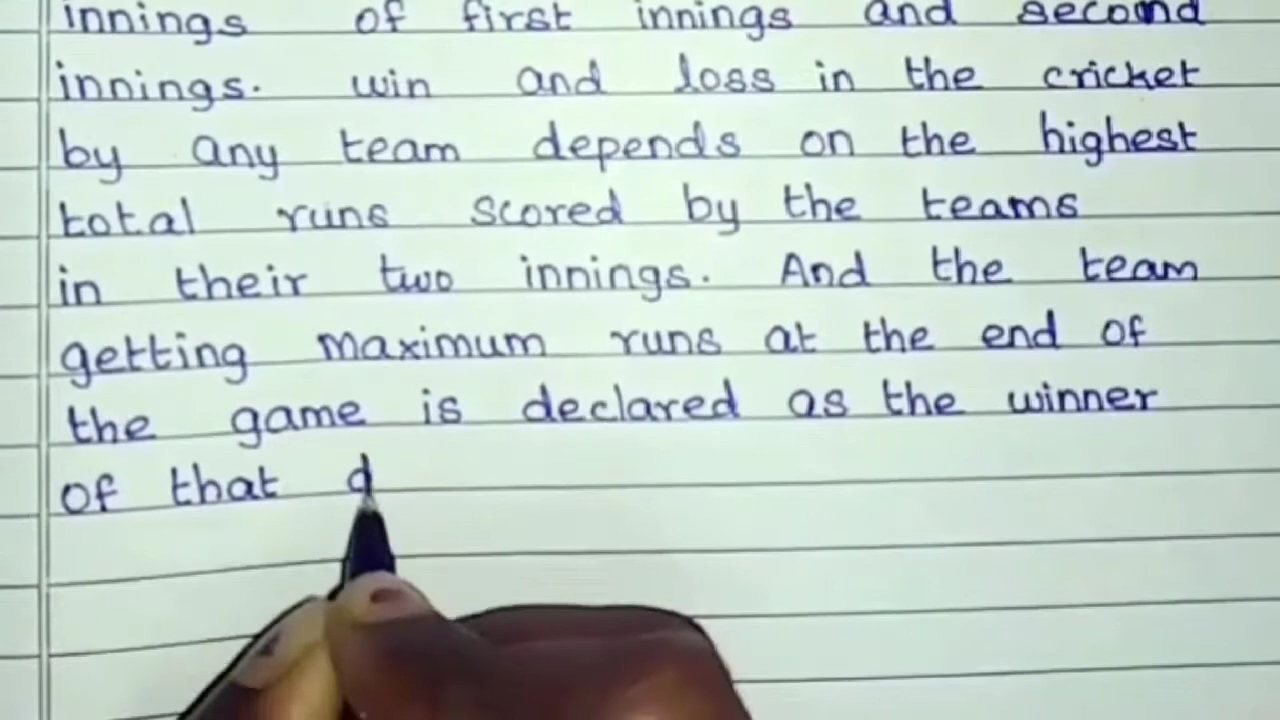 innings of first innings and second
innings. win and loss in the cricket
by any team depends on the highest
total runs scored by the teams
in their two innings. And the team
getting maximum runs at the end of
the game is declared as the winner
of that